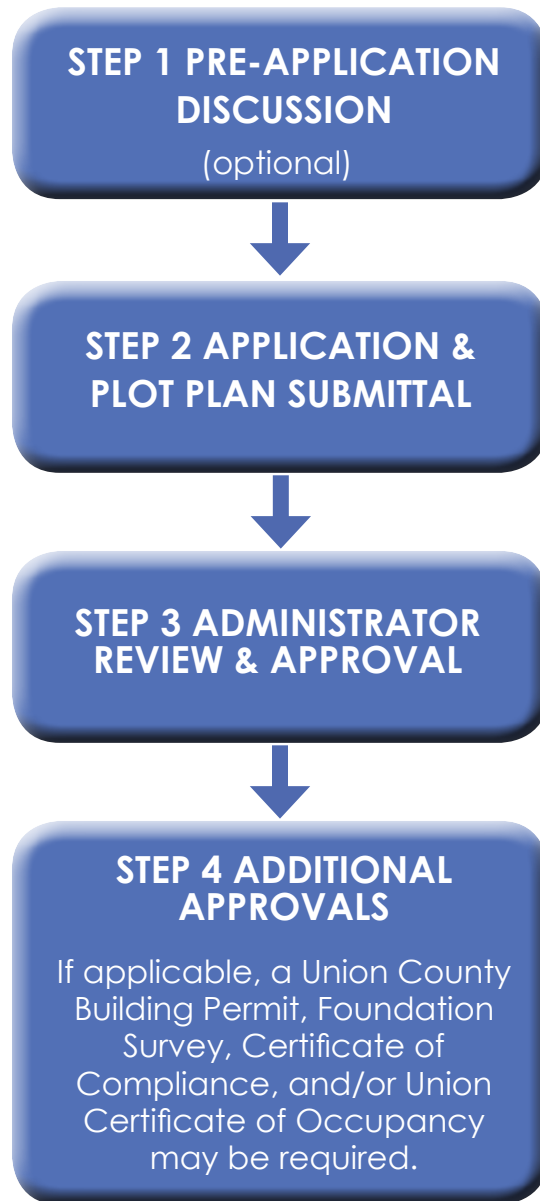 STEP 1 PRE-APPLICATION
DISCUSSION
(optional)
STEP 2 APPLICATION &
PLOT PLAN SUBMITTAL
STEP 3 ADMINISTRATOR
REVIEW & APPROVAL
STEP 4 ADDITIONAL
APPROVALS
If applicable, a Union County
Building Permit, Foundation
Survey, Certificate of
Compliance, and/or Union
Certificate of Occupancy
may be required.